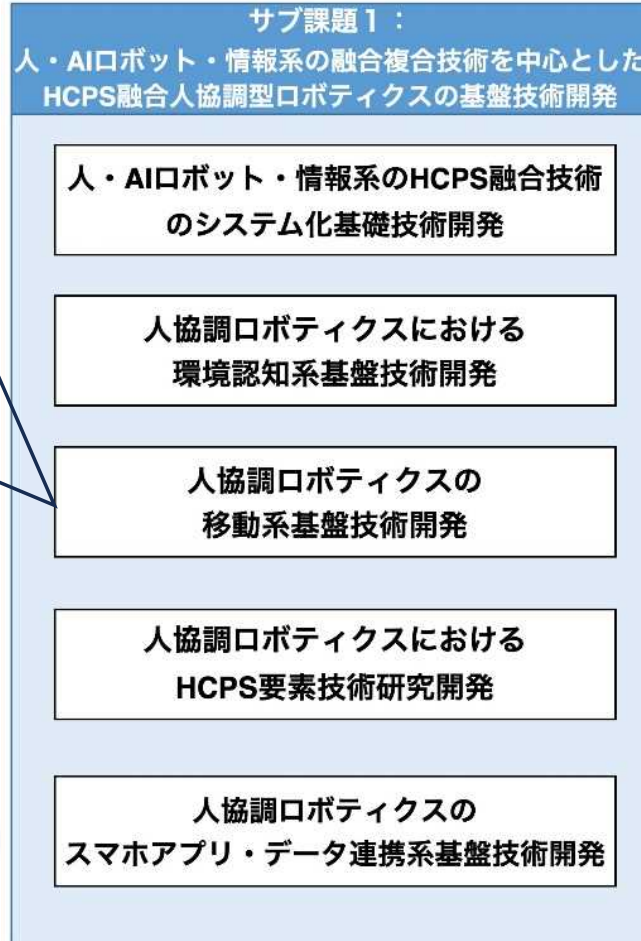 サブ課題1：
人・AIロボット・情報系の融合複合技術を中心とした
HCPS融合人協調型ロボティクスの基盤技術開発
人・AIロボット・情報系のHCPS融合技術
のシステム化基礎技術開発
人協調ロボティクスにおける
環境認知系基盤技術開発
人協調ロボティクスの
移動系基盤技術開発
人協調ロボティクスにおける
HCPS要素技術研究開発
人協調ロボティクスの
スマホアプリ・データ連携系基盤技術開発